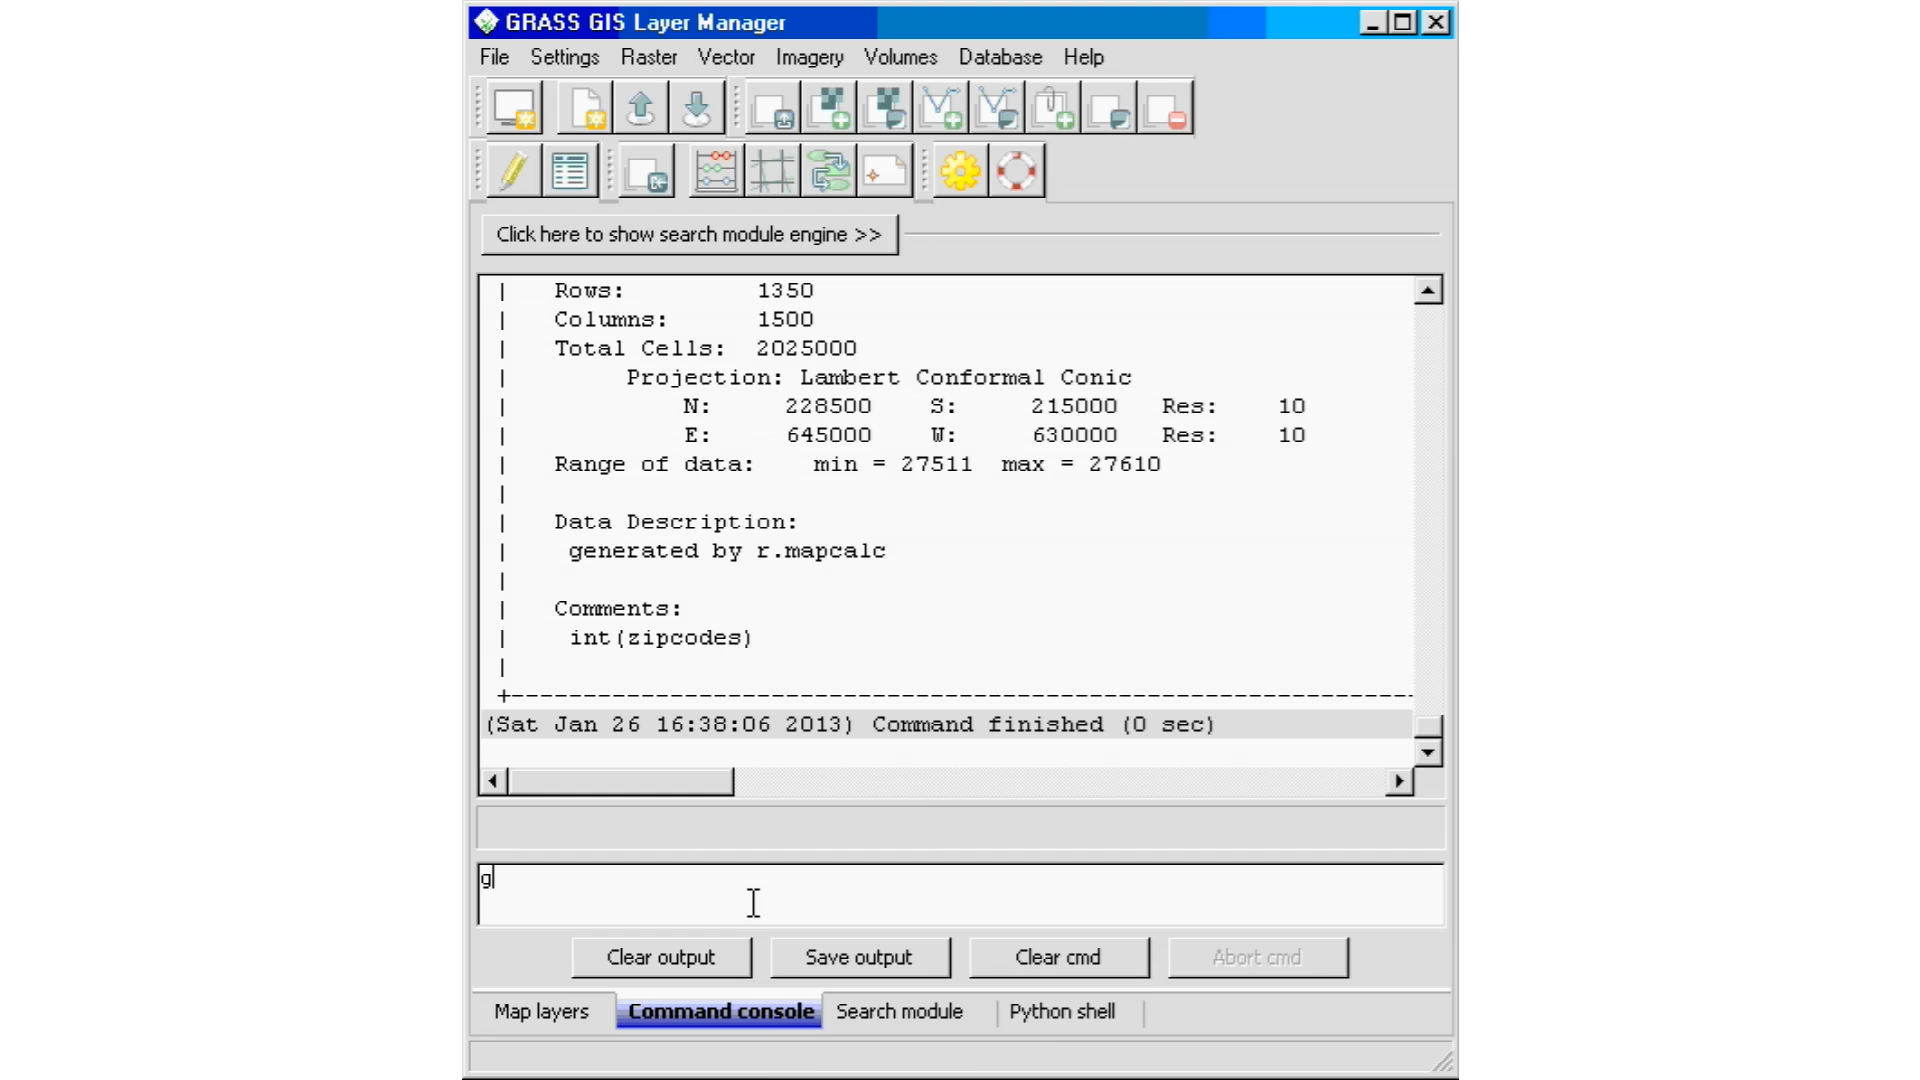 GRASS GIS Layer Manager
File Settings Raster Vector Imagery Volumes Database Help
Click here to show search module engine >>
| Rows: 1350
| Columns: 1500
| Total Cells: 2025000
| Projection: Lambert Conformal Conic
| N: 228500 S: 215000 Res: 10
| E: 645000 W: 630000 Res: 10
| Range of data: min = 27511 max = 27610
|
| Data Description:
| generated by r.mapcalc
|
| Comments:
| int(zipcodes)
|
+---------------------------------------------------------------
(Sat Jan 26 16:38:06 2013) Command finished (0 sec)
g
Clear output Save output Clear cmd Abort cmd
Map layers Command console Search module Python shell